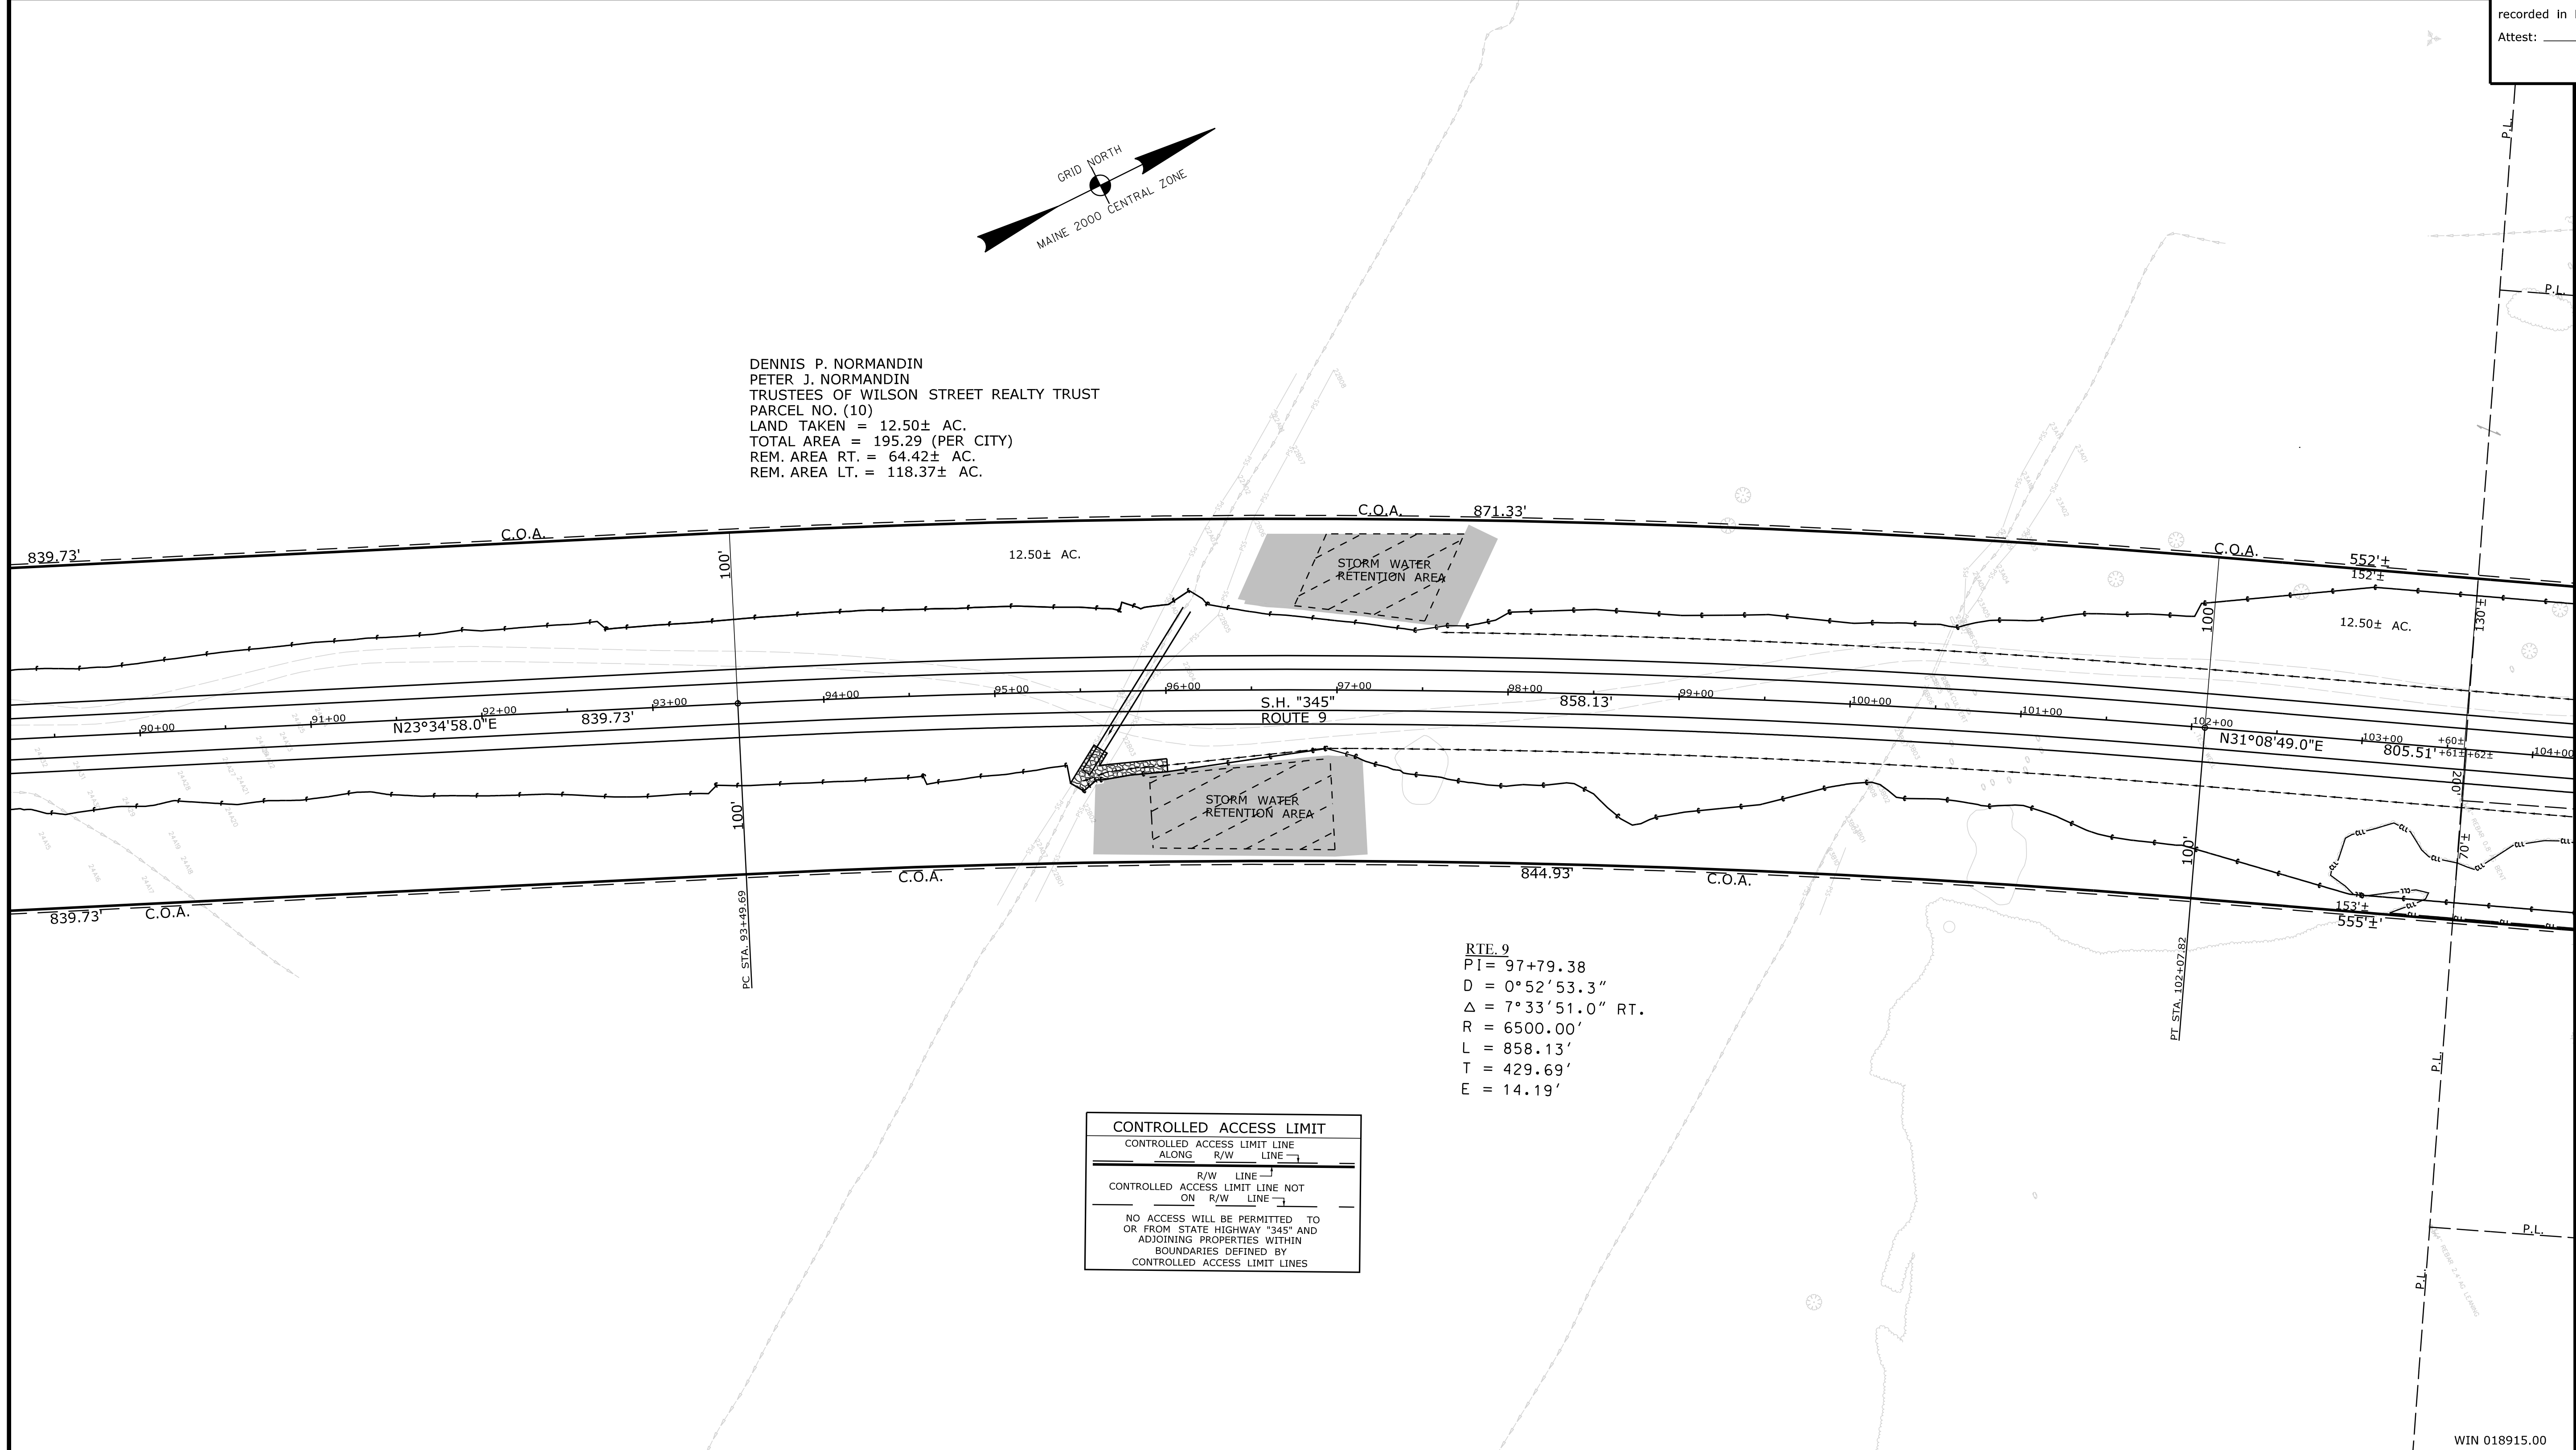 recorded in
Attest:
P.L.
P.L.
GRID NORTH
MAINE 2000 CENTRAL ZONE
DENNIS P. NORMANDIN
PETER J. NORMANDIN
TRUSTEES OF WILSON STREET REALTY TRUST
PARCEL NO. (10)
LAND TAKEN = 12.50± AC.
TOTAL AREA = 195.29 (PER CITY)
REM. AREA RT. = 64.42± AC.
REM. AREA LT. = 118.37± AC.
839.73'
C.O.A.
C.O.A.
871.33'
C.O.A.
552'±
152'±
100'
12.50± AC.
STORM WATER
RETENTION AREA
100'
12.50± AC.
130'±
90+00
91+00
92+00
93+00
94+00
95+00
96+00
97+00
98+00
99+00
100+00
101+00
102+00
103+00
104+00
N23°34'58.0"E
839.73'
S.H. "345"
ROUTE 9
858.13'
N31°08'49.0"E
805.51'
+60±
+61±
+62±
200'
100'
STORM WATER
RETENTION AREA
100'
70'±
839.73'
C.O.A.
C.O.A.
844.93'
C.O.A.
153'±
555'±'
PC STA. 93+49.69
PT STA. 102+07.82
RTE. 9
PI= 97+79.38
D = 0°52'53.3"
Δ = 7°33'51.0" RT.
R = 6500.00'
L = 858.13'
T = 429.69'
E = 14.19'
P.L.
CONTROLLED ACCESS LIMIT
CONTROLLED ACCESS LIMIT LINE
ALONG R/W LINE
R/W LINE
CONTROLLED ACCESS LIMIT LINE NOT
ON R/W LINE
NO ACCESS WILL BE PERMITTED TO
OR FROM STATE HIGHWAY "345" AND
ADJOINING PROPERTIES WITHIN
BOUNDARIES DEFINED BY
CONTROLLED ACCESS LIMIT LINES
P.L.
P.L.
WIN 018915.00